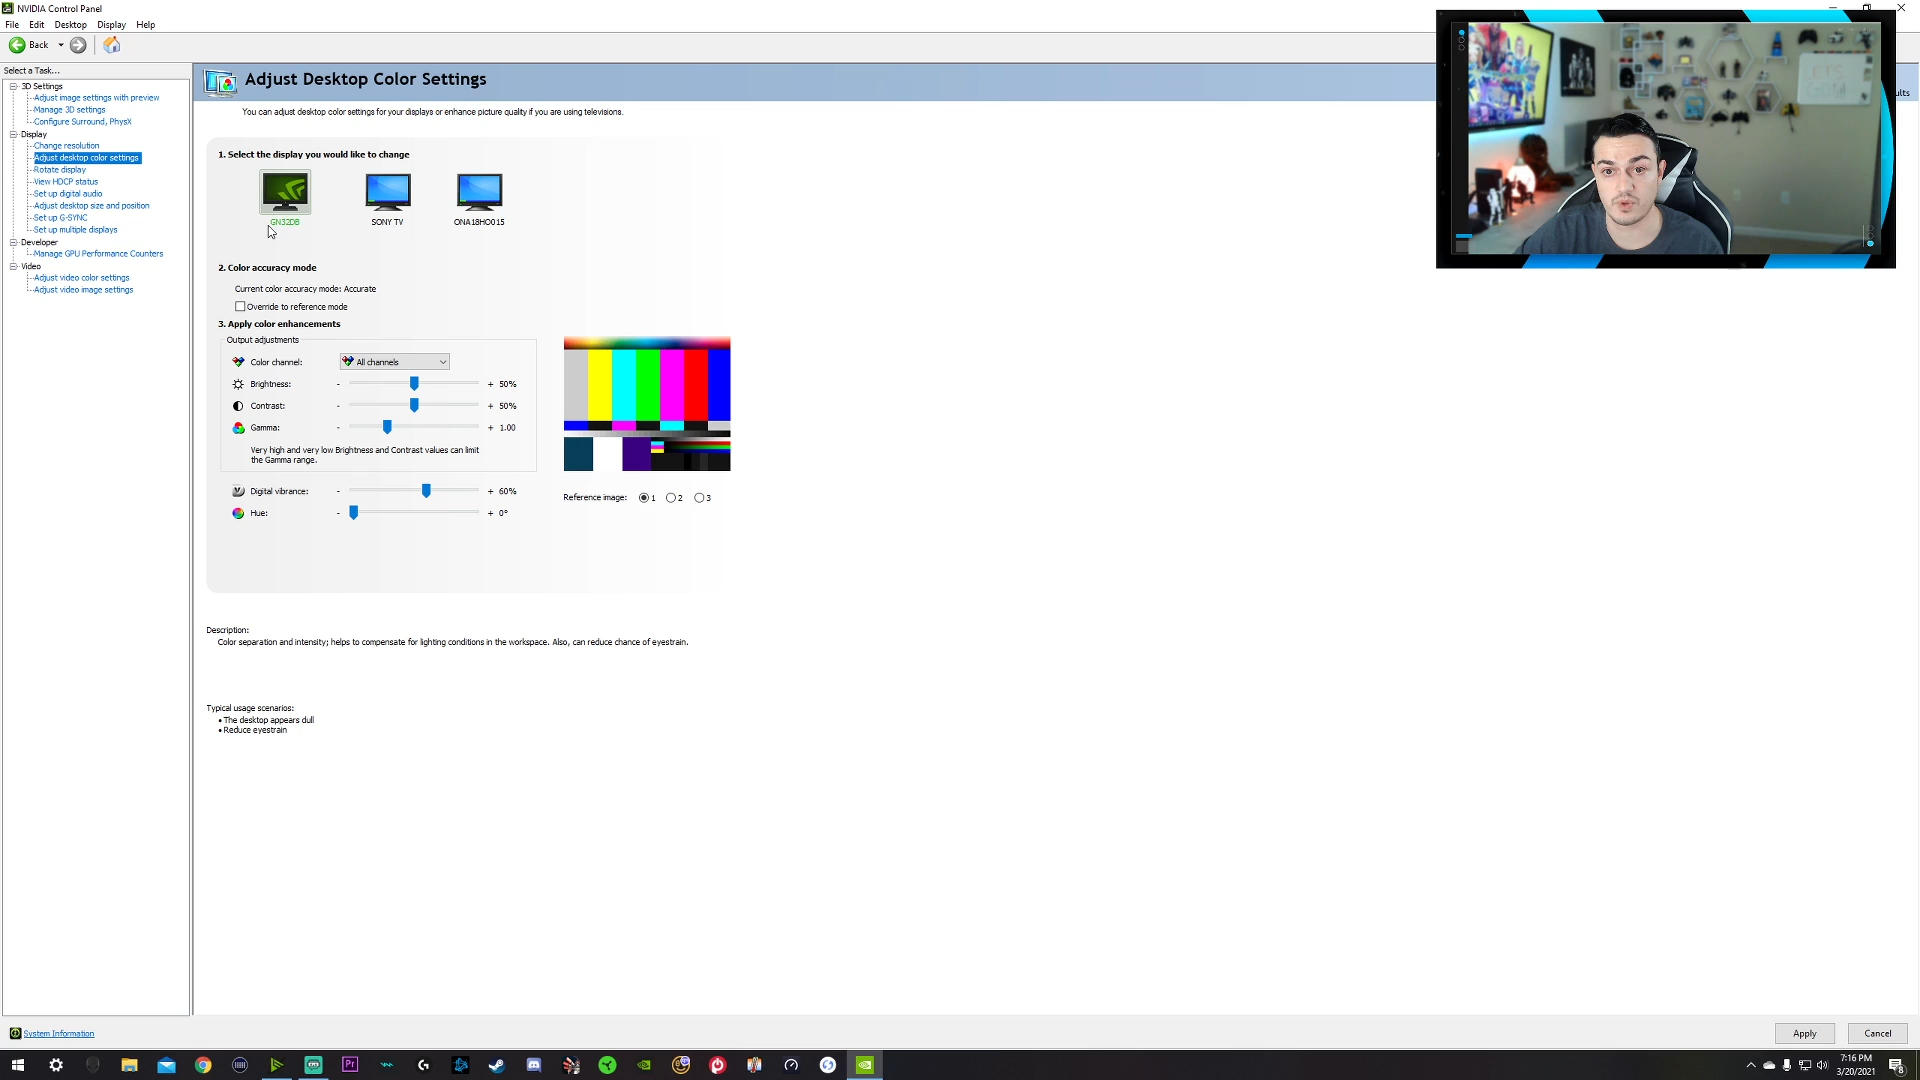 NVIDIA Control Panel
File Edit Desktop Display Help
Back
Select a Task...
3D Settings
Adjust image settings with preview
Manage 3D settings
Configure Surround, PhysX
Display
Change resolution
Adjust desktop color settings
Rotate display
View HDCP status
Set up digital audio
Adjust desktop size and position
Set up G-SYNC
Set up multiple displays
Developer
Manage GPU Performance Counters
Video
Adjust video color settings
Adjust video image settings
Adjust Desktop Color Settings
You can adjust desktop color settings for your displays or enhance picture quality if you are using televisions.
1. Select the display you would like to change
GN32DB SONY TV ONA18HO015
2. Color accuracy mode
Current color accuracy mode: Accurate
Override to reference mode
3. Apply color enhancements
Output adjustments
Color channel: All channels
Brightness: - + 50%
Contrast: - + 50%
Gamma: - + 1.00
Very high and very low Brightness and Contrast values can limit
the Gamma range.
Digital vibrance: - + 60%
Hue: - + 0°
Reference image: 1 2 3
Description:
Color separation and intensity; helps to compensate for lighting conditions in the workspace. Also, can reduce chance of eyestrain.
Typical usage scenarios:
• The desktop appears dull
• Reduce eyestrain
System Information
Apply Cancel
Pr
7:16 PM
3/20/2021
8